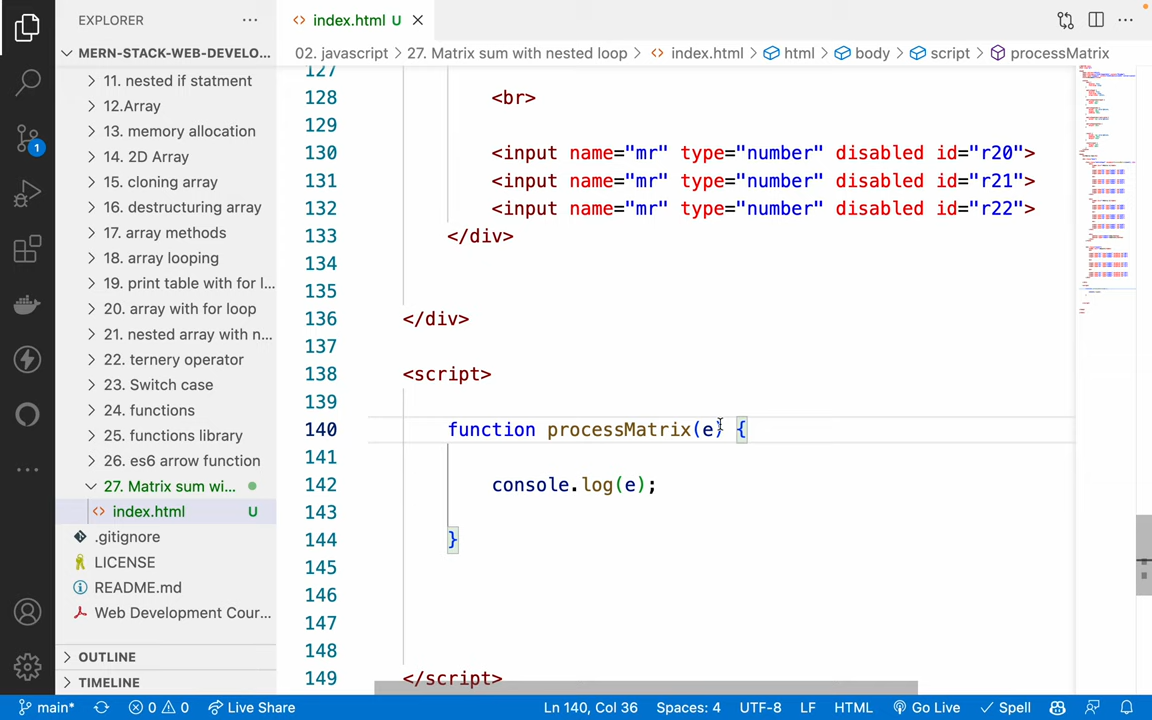 EXPLORER
index.html U
MERN-STACK-WEB-DEVELO...
02. javascript > 27. Matrix sum with nested loop > index.html > html > body > script > processMatrix
11. nested if statment
12.Array
13. memory allocation
14. 2D Array
15. cloning array
16. destructuring array
17. array methods
18. array looping
19. print table with for l...
20. array with for loop
21. nested array with n...
22. ternery operator
23. Switch case
24. functions
25. functions library
26. es6 arrow function
27. Matrix sum wi...
index.html U
.gitignore
LICENSE
README.md
Web Development Cour...
OUTLINE
TIMELINE
127
128 <br>
129
130 <input name="mr" type="number" disabled id="r20">
131 <input name="mr" type="number" disabled id="r21">
132 <input name="mr" type="number" disabled id="r22">
133 </div>
134
135
136 </div>
137
138 <script>
139
140 function processMatrix(e) {
141
142 console.log(e);
143
144 }
145
146
147
148
149 </script>
1
main* 0 0 Live Share Ln 140, Col 36 Spaces: 4 UTF-8 LF HTML Go Live Spell